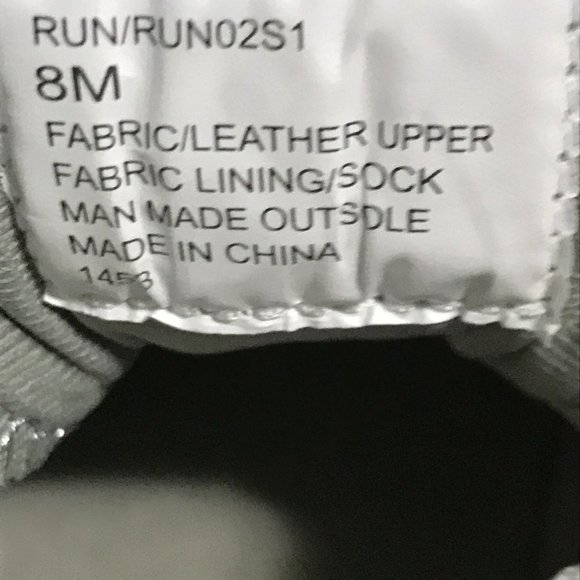 RUN/RUN02S1
8M
FABRIC/LEATHER UPPER
FABRIC LINING/SOCK
MAN MADE OUTSOLE
MADE IN CHINA